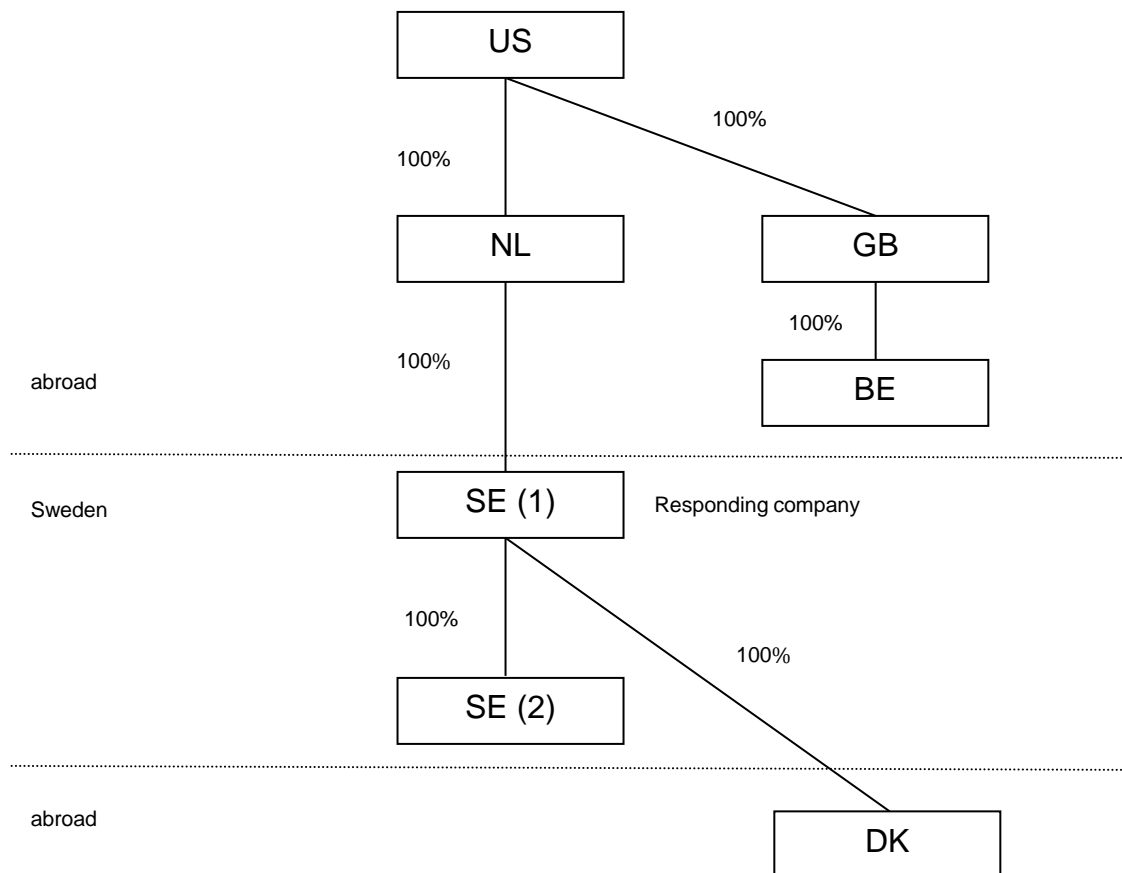 US
100%
100%
NL
GB
100%
100%
abroad
BE
SE (1)
Responding company
Sweden
100%
100%
SE (2)
abroad
DK